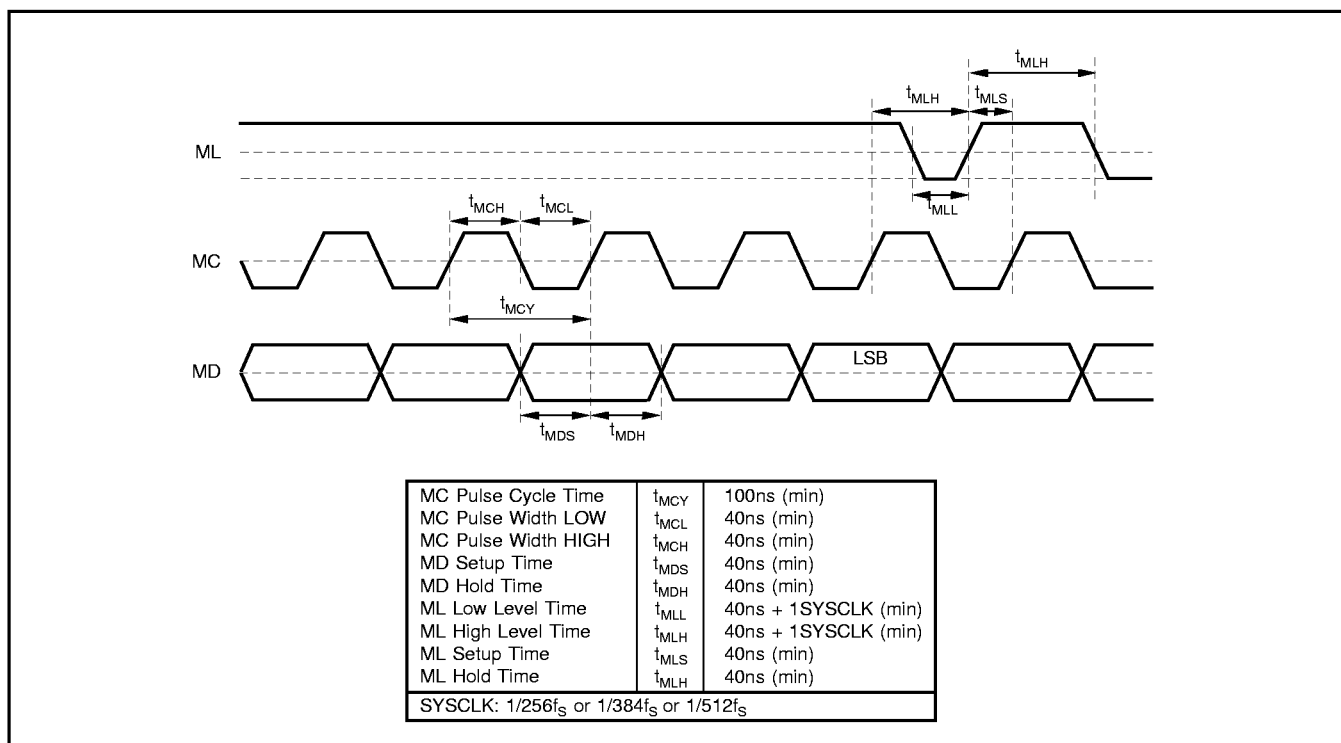 tMLH
tMLH
tMLS
ML
tMLL
tMCH
tMCL
MC
tMCY
MD
LSB
tMDS
tMDH
MC Pulse Cycle Time tMCY 100ns (min)
MC Pulse Width LOW tMCL 40ns (min)
MC Pulse Width HIGH tMCH 40ns (min)
MD Setup Time tMDS 40ns (min)
MD Hold Time tMDH 40ns (min)
ML Low Level Time tMLL 40ns + 1SYSCLK (min)
ML High Level Time tMLH 40ns + 1SYSCLK (min)
ML Setup Time tMLS 40ns (min)
ML Hold Time tMLH 40ns (min)
SYSCLK: 1/256fS or 1/384fS or 1/512fS